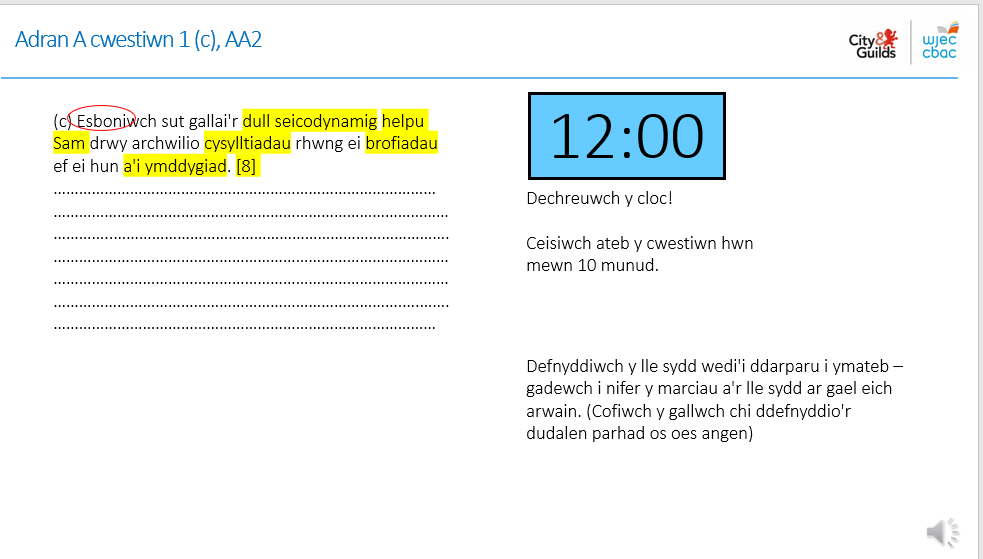 Adran A cwestiwn 1 (c), AA2
City & Guilds
wjec
cbac
(c) Esboniwch sut gallai'r dull seicodynamig helpu
Sam drwy archwilio cysylltiadau rhwng ei brofiadau
ef ei hun a'i ymddygiad. [8]
12:00
Dechreuwch y cloc!
Ceisiwch ateb y cwestiwn hwn
mewn 10 munud.
Defnyddiwch y lle sydd wedi'i ddarparu i ymateb –
gadewch i nifer y marciau a'r lle sydd ar gael eich
arwain. (Cofiwch y gallwch chi ddefnyddio'r
dudalen parhad os oes angen)